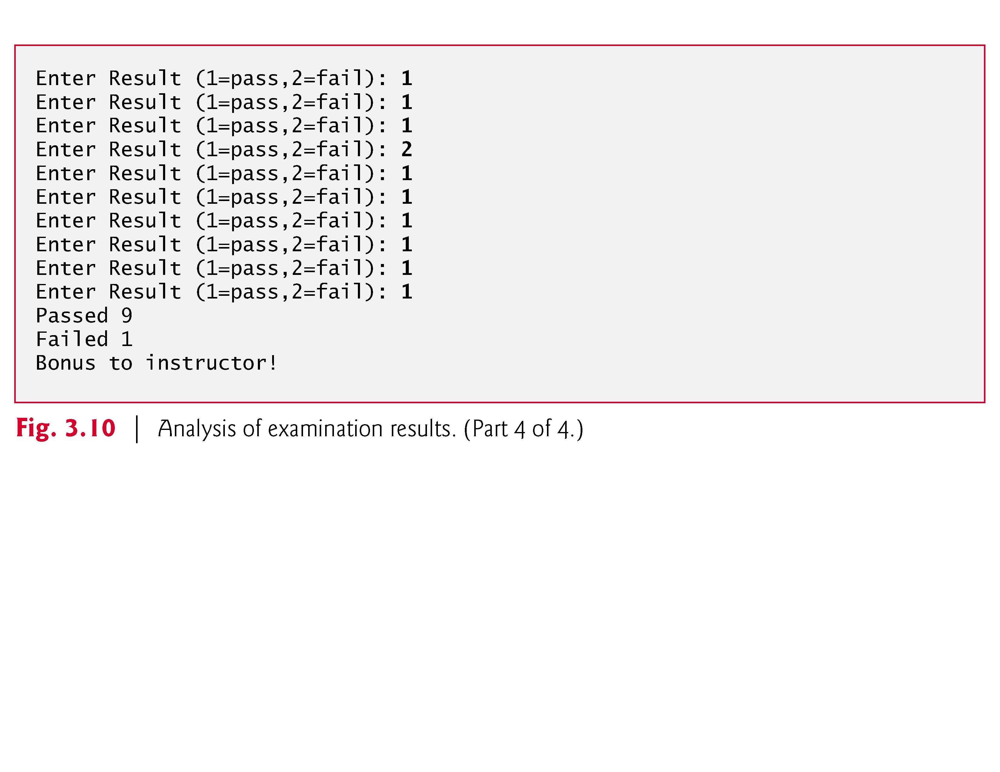 Enter Result (1=pass,2=fail): 1
Enter Result (1=pass,2=fail): 1
Enter Result (1=pass,2=fail): 1
Enter Result (1=pass,2=fail): 2
Enter Result (1=pass,2=fail): 1
Enter Result (1=pass,2=fail): 1
Enter Result (1=pass,2=fail): 1
Enter Result (1=pass,2=fail): 1
Enter Result (1=pass,2=fail): 1
Enter Result (1=pass,2=fail): 1
Passed 9
Failed 1
Bonus to instructor!
Fig. 3.10 | Analysis of examination results. (Part 4 of 4.)